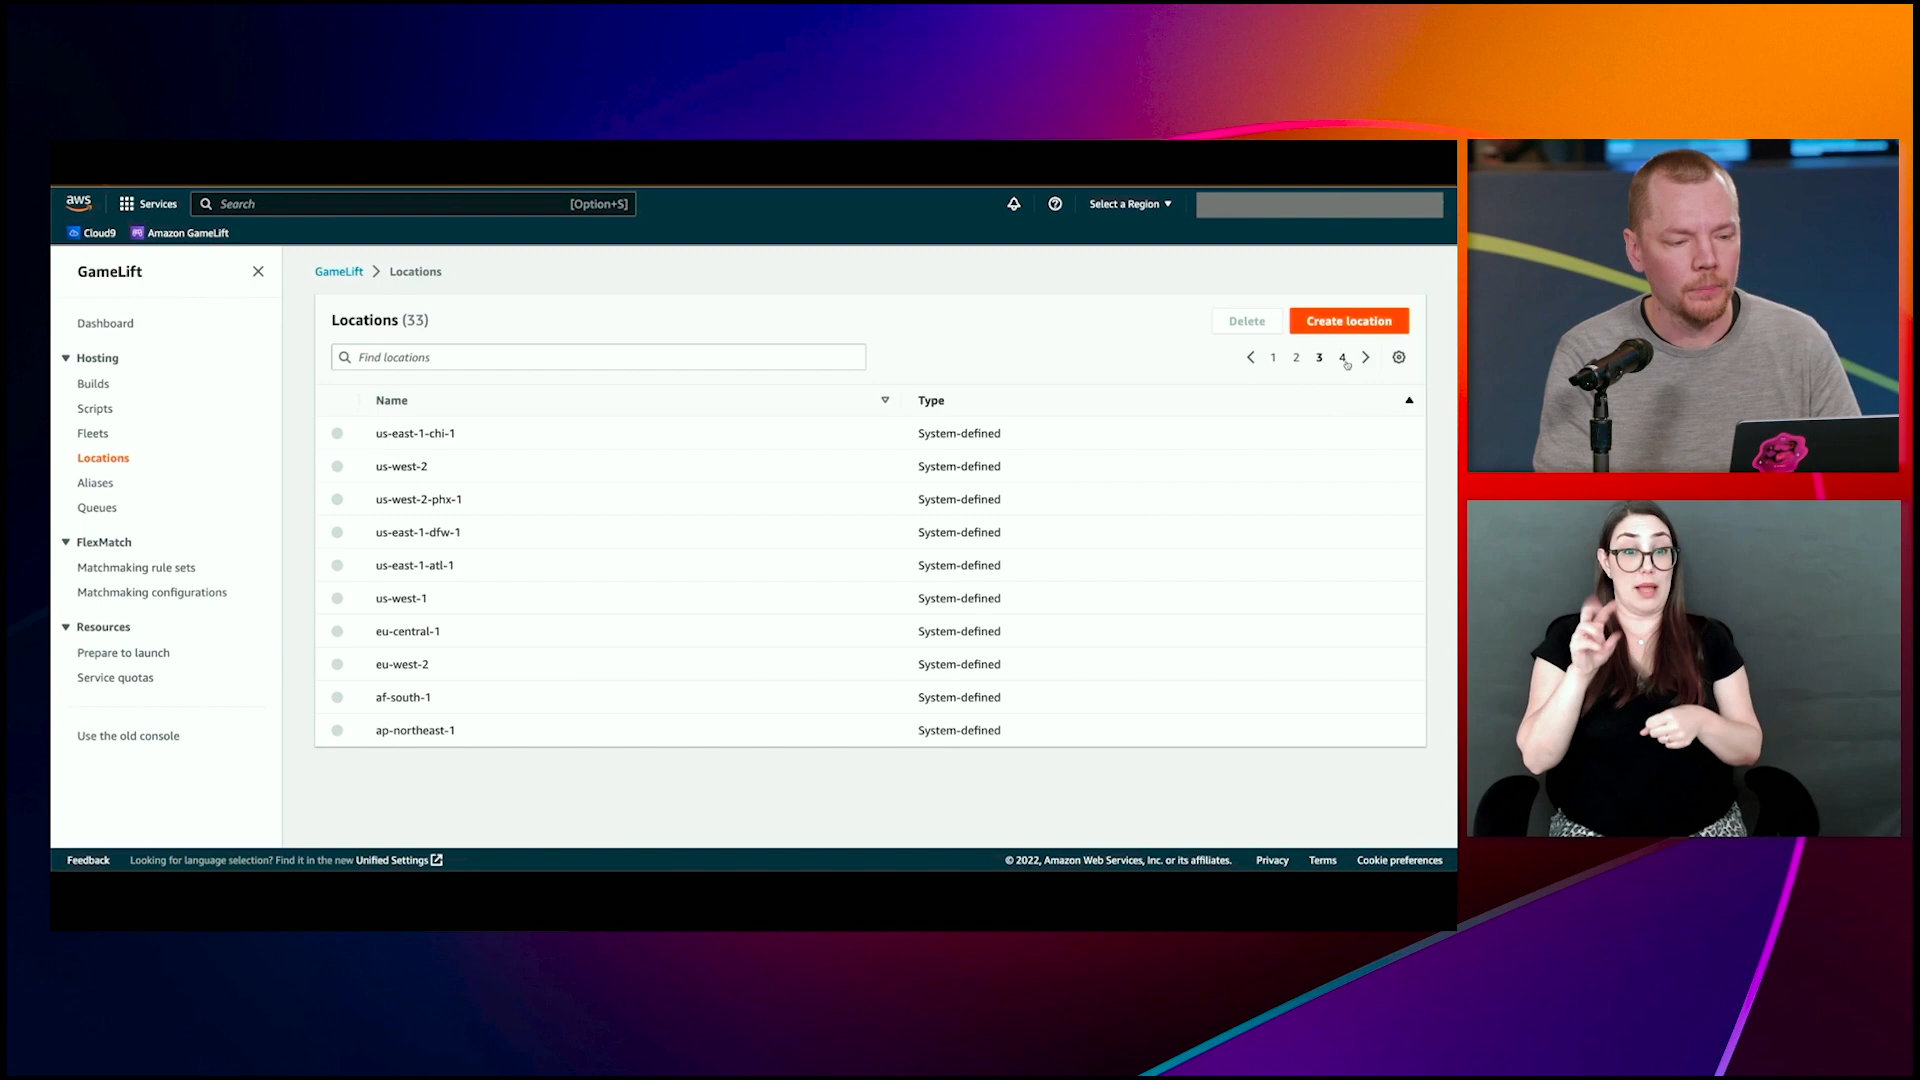 aws
Services
Search
[Option+S]
Select a Region
Cloud9
Amazon GameLift
GameLift
Dashboard
Hosting
Builds
Scripts
Fleets
Locations
Aliases
Queues
FlexMatch
Matchmaking rule sets
Matchmaking configurations
Resources
Prepare to launch
Service quotas
Use the old console
GameLift > Locations
Locations (33)
Delete
Create location
Find locations
1 2 3 4
Name
Type
us-east-1-chi-1 System-defined
us-west-2 System-defined
us-west-2-phx-1 System-defined
us-east-1-dfw-1 System-defined
us-east-1-atl-1 System-defined
us-west-1 System-defined
eu-central-1 System-defined
eu-west-2 System-defined
af-south-1 System-defined
ap-northeast-1 System-defined
Feedback
Looking for language selection? Find it in the new Unified Settings
© 2022, Amazon Web Services, Inc. or its affiliates.
Privacy
Terms
Cookie preferences